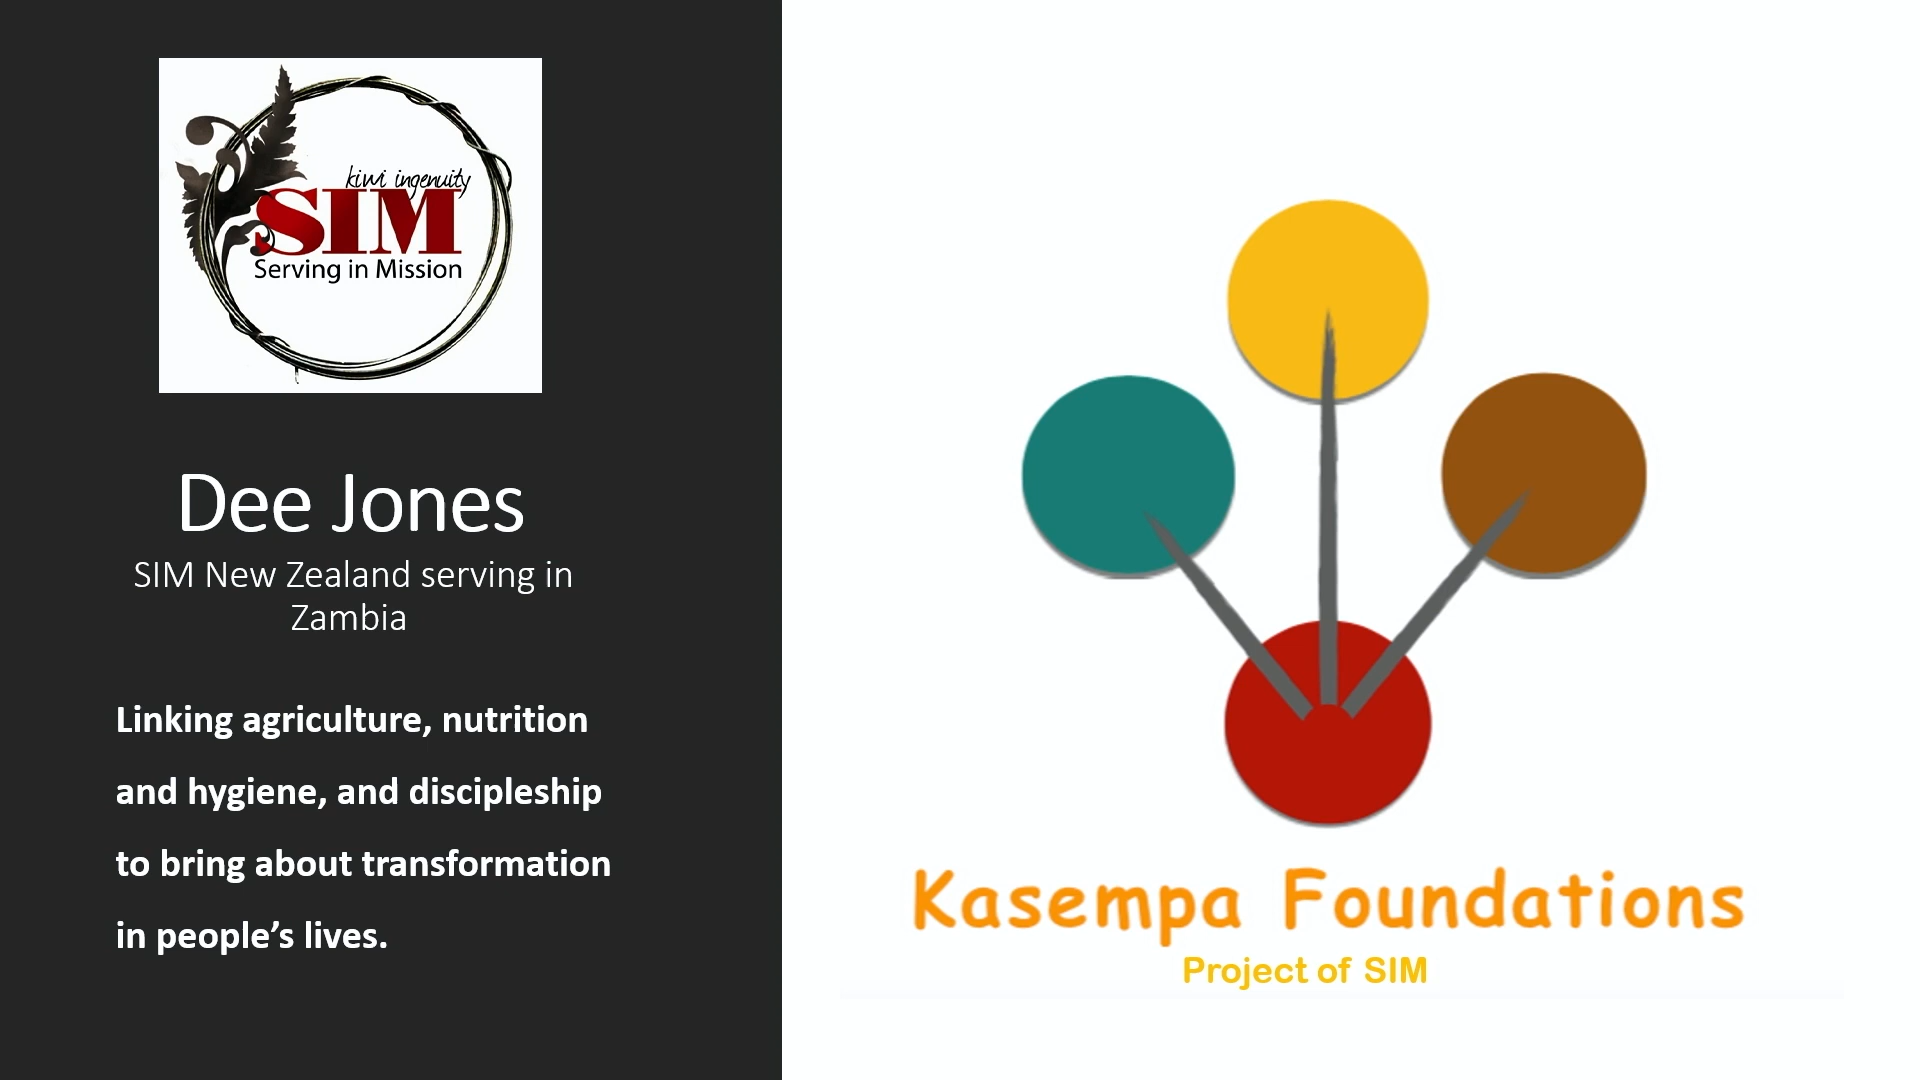 kiwi ingenuity
SIM
Serving in Mission
Dee Jones
SIM New Zealand serving in
Zambia
Linking agriculture, nutrition
and hygiene, and discipleship
to bring about transformation
in people’s lives.
Kasempa Foundations
Project of SIM